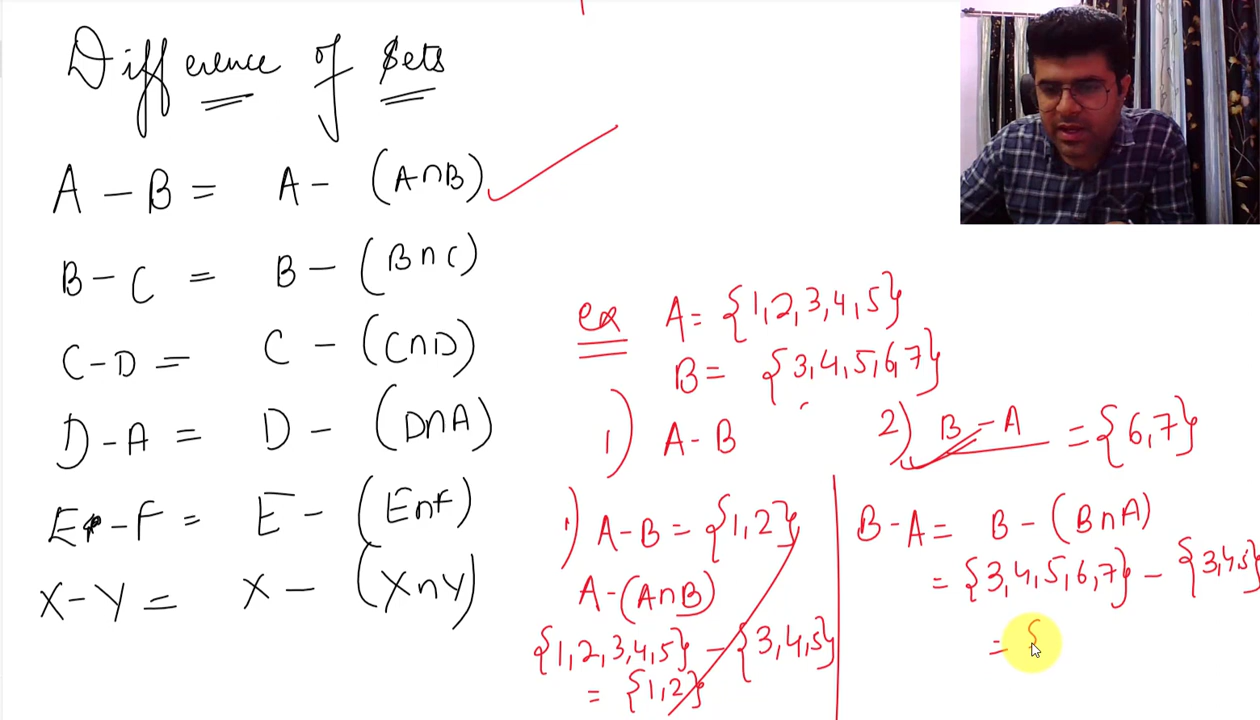 Difference of Sets
A - B = A - (A∩B)
B - C = B - (B∩C)
C - D = C - (C∩D)
D - A = D - (D∩A)
E - F = E - (E∩F)
X - Y = X - (X∩Y)
ex A = {1,2,3,4,5}
B = {3,4,5,6,7}
1) A - B
2) B - A = {6,7}
1) A - B = {1,2}
A - (A∩B)
{1,2,3,4,5} - {3,4,5}
= {1,2}
B - A = B - (B∩A)
= {3,4,5,6,7} - {3,4,5}
= {